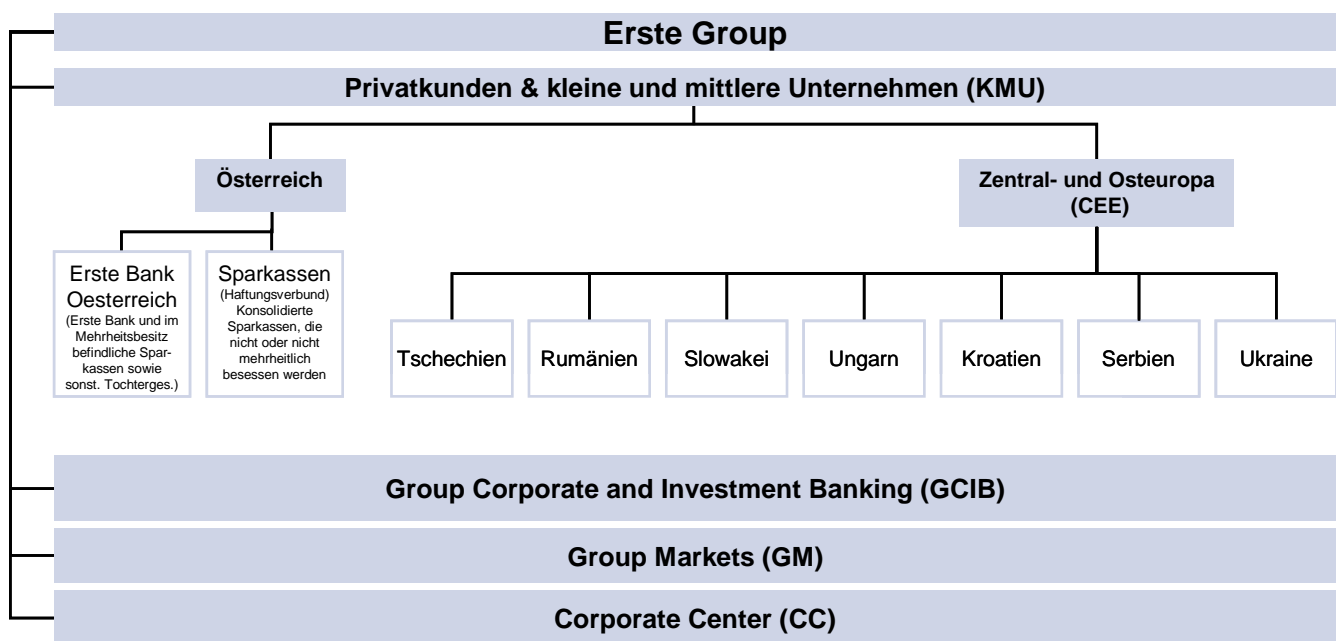 Erste Group
Privatkunden & kleine und mittlere Unternehmen (KMU)
Österreich
Zentral- und Osteuropa
(CEE)
Erste Bank
Oesterreich
(Erste Bank und im
Mehrheitsbesitz
befindliche Spar-
kassen sowie
sonst. Tochterges.)
Sparkassen
(Haftungsverbund)
Konsolidierte
Sparkassen, die
nicht oder nicht
mehrheitlich
besessen werden
Tschechien
Rumänien
Slowakei
Ungarn
Kroatien
Serbien
Ukraine
Group Corporate and Investment Banking (GCIB)
Group Markets (GM)
Corporate Center (CC)